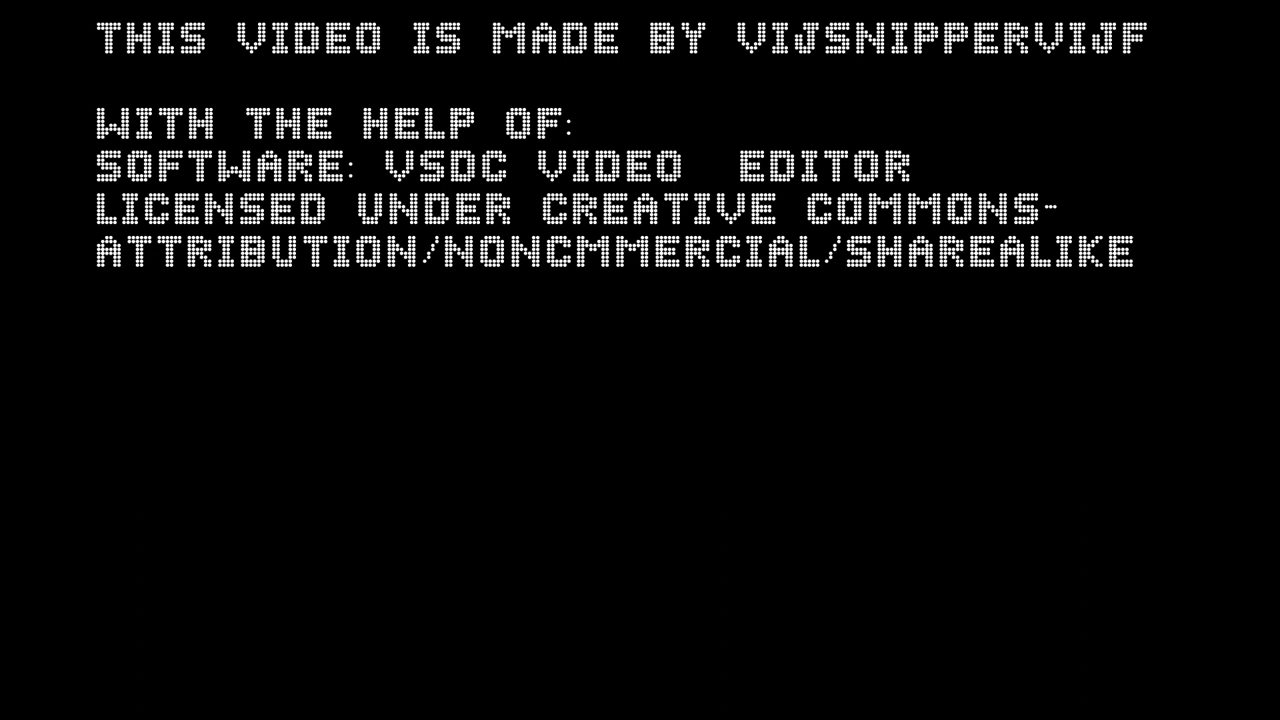 THIS VIDEO IS MADE BY VIJSNIPPERVIJF
WITH THE HELP OF:
SOFTWARE: VSDC VIDEO  EDITOR
LICENSED UNDER CREATIVE COMMONS-
ATTRIBUTION/NONCMMERCIAL/SHAREALIKE